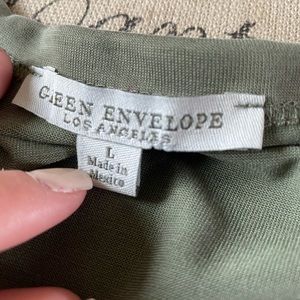 GREEN ENVELOPE
LOS ANGELES
L
Made in
Mexico